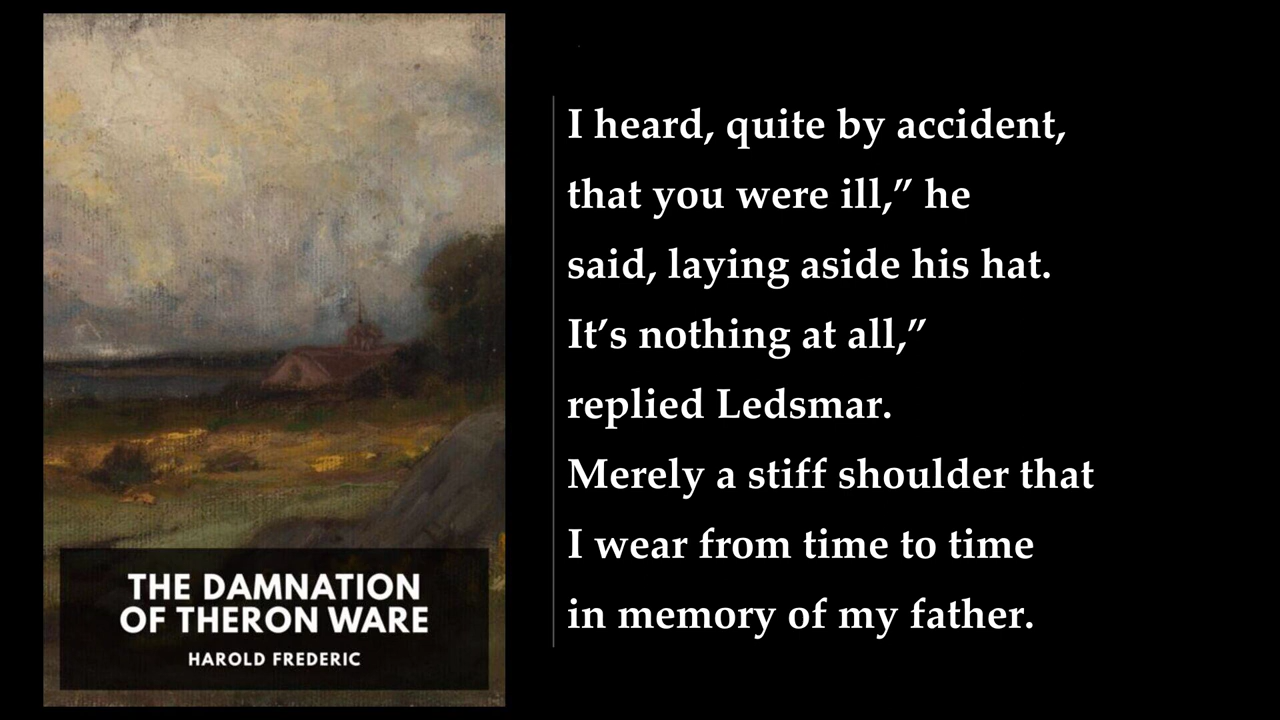 THE DAMNATION
OF THERON WARE
HAROLD FREDERIC
I heard, quite by accident,
that you were ill,” he
said, laying aside his hat.
It’s nothing at all,”
replied Ledsmar.
Merely a stiff shoulder that
I wear from time to time
in memory of my father.